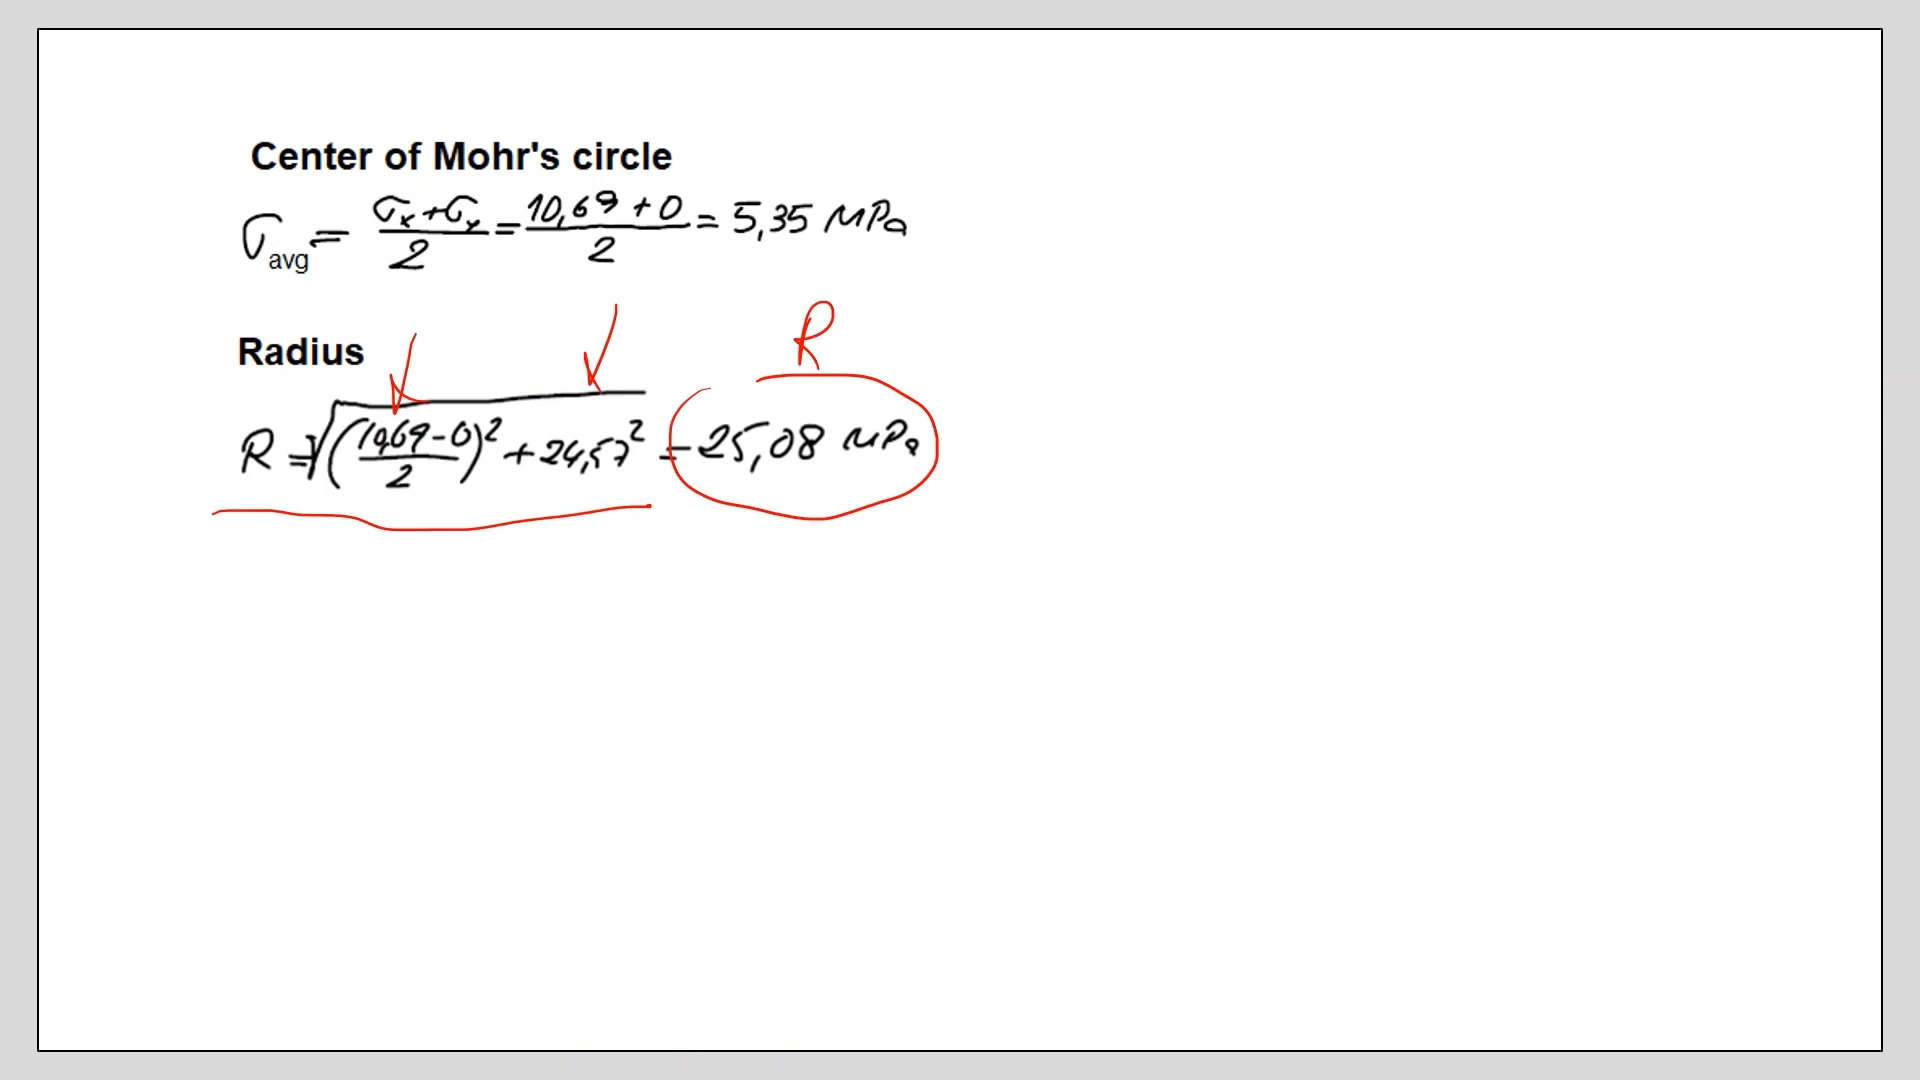 Center of Mohr's circle
σavg = (σx+σy)/2 = (10,69 + 0)/2 = 5,35 MPa
R
Radius
R = √(((10,69-0)/2)² + 24,57²) = 25,08 MPa